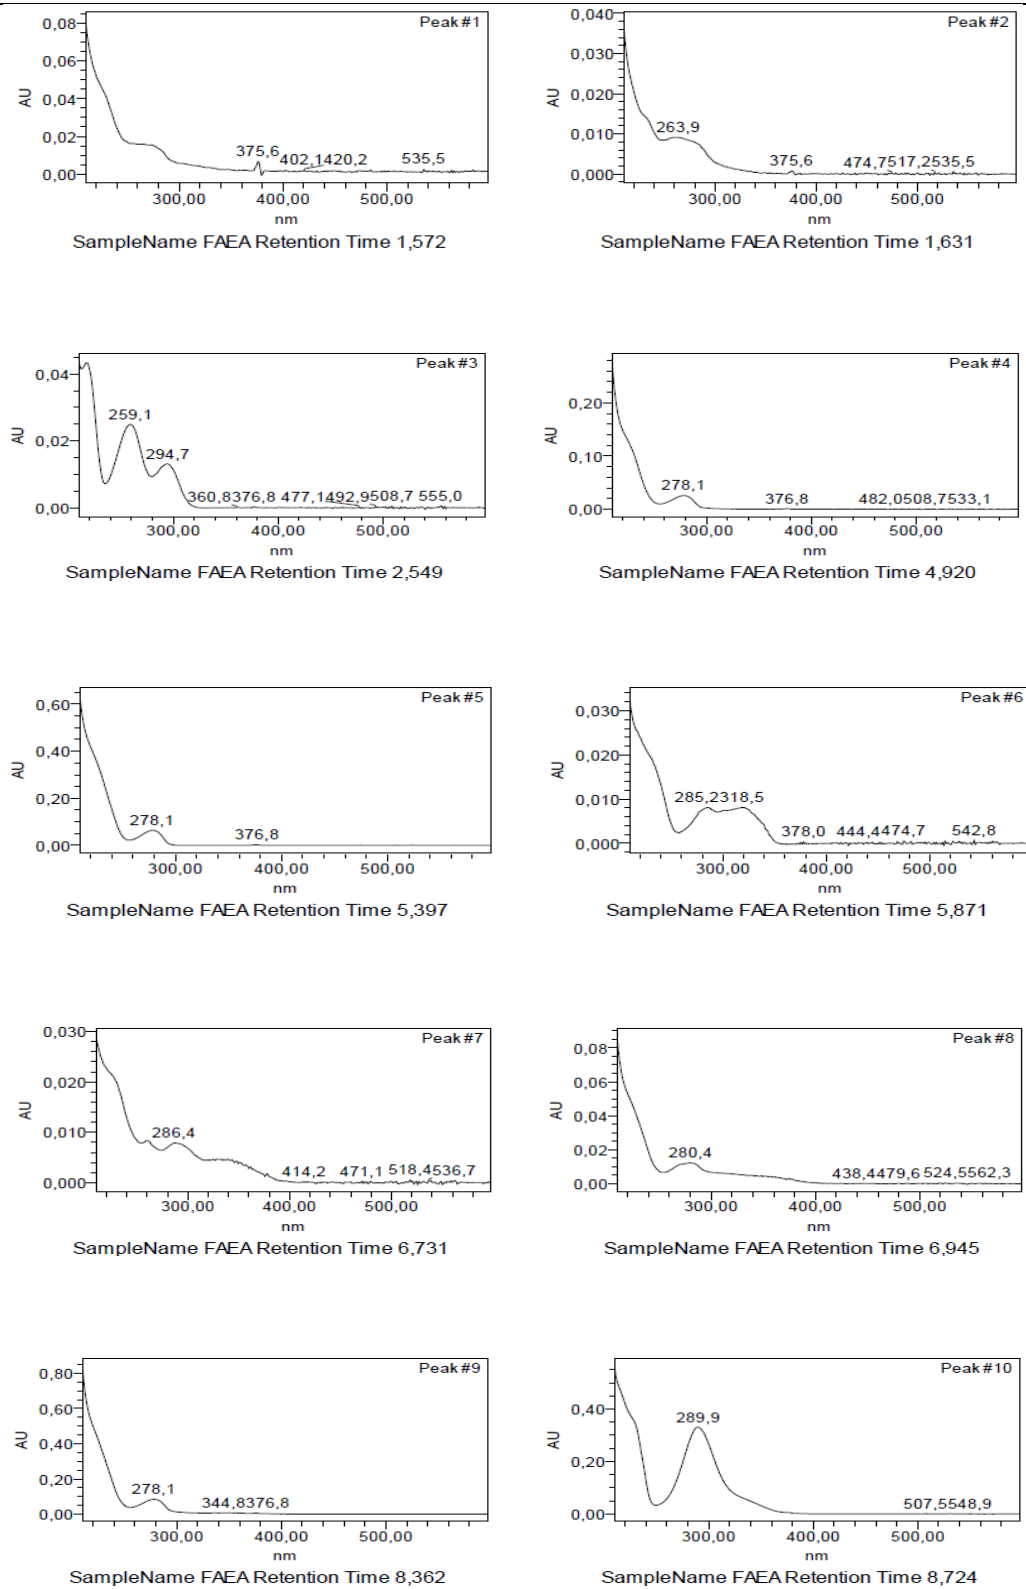 Peak#1
0,08
0,06
0,04
0,02
0,00
AU
375,6
402,1420,2
535,5
300,00 400,00 500,00
nm
SampleName FAEA Retention Time 1,572
Peak#2
0,040
0,030
0,020
0,010
0,000
AU
263,9
375,6
474,7517,2535,5
300,00 400,00 500,00
nm
SampleName FAEA Retention Time 1,631
Peak#3
0,04
0,02
0,00
AU
259,1
294,7
360,8376,8 477,1492,9508,7 555,0
300,00 400,00 500,00
nm
SampleName FAEA Retention Time 2,549
Peak#4
0,20
0,10
0,00
AU
278,1
376,8
482,0508,7533,1
300,00 400,00 500,00
nm
SampleName FAEA Retention Time 4,920
Peak#5
0,60
0,40
0,20
0,00
AU
278,1
376,8
300,00 400,00 500,00
nm
SampleName FAEA Retention Time 5,397
Peak#6
0,030
0,020
0,010
0,000
AU
285,2318,5
378,0 444,4474,7 542,8
300,00 400,00 500,00
nm
SampleName FAEA Retention Time 5,871
Peak#7
0,030
0,020
0,010
0,000
AU
286,4
414,2 471,1 518,4536,7
300,00 400,00 500,00
nm
SampleName FAEA Retention Time 6,731
Peak#8
0,08
0,06
0,04
0,02
0,00
AU
280,4
438,4479,6 524,5562,3
300,00 400,00 500,00
nm
SampleName FAEA Retention Time 6,945
Peak#9
0,80
0,60
0,40
0,20
0,00
AU
278,1
344,8376,8
300,00 400,00 500,00
nm
SampleName FAEA Retention Time 8,362
Peak#10
0,40
0,20
0,00
AU
289,9
507,5548,9
300,00 400,00 500,00
nm
SampleName FAEA Retention Time 8,724